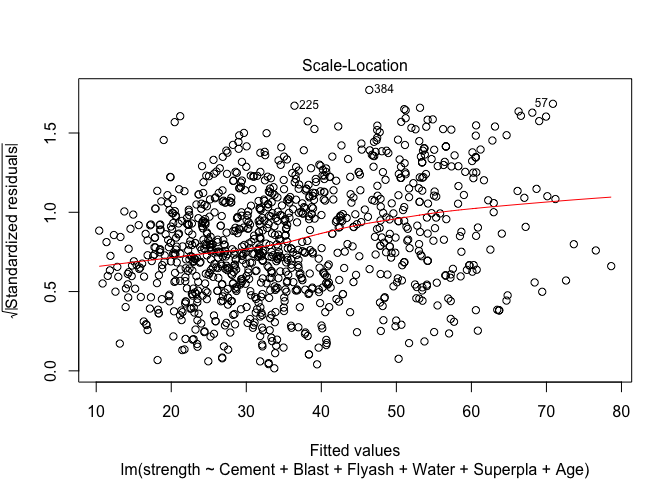 Scale-Location
√|Standardized residuals|
1.5
1.0
0.5
0.0
384
225
57
10 20 30 40 50 60 70 80
Fitted values
lm(strength ~ Cement + Blast + Flyash + Water + Superpla + Age)